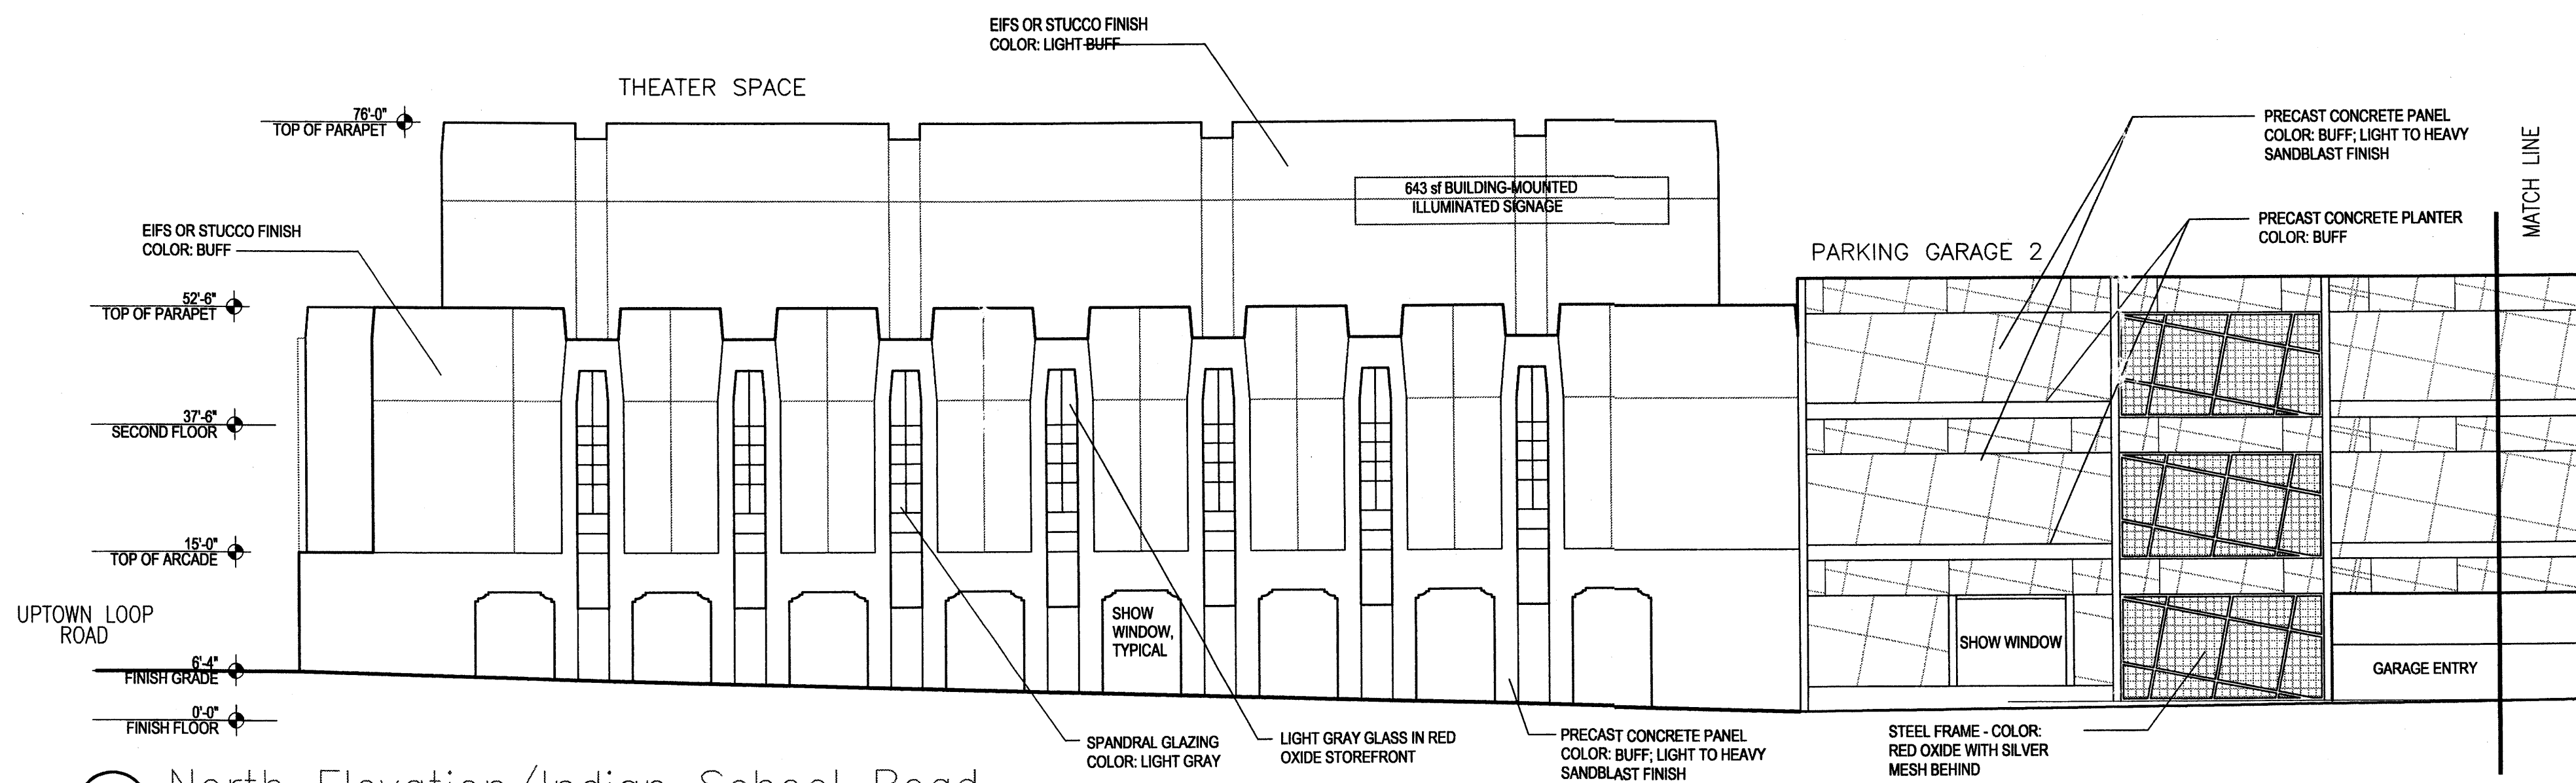 EIFS OR STUCCO FINISH
COLOR: LIGHT BUFF
THEATER SPACE
76'-0"
TOP OF PARAPET
PRECAST CONCRETE PANEL
COLOR: BUFF; LIGHT TO HEAVY
SANDBLAST FINISH
MATCH LINE
643 sf BUILDING-MOUNTED
ILLUMINATED SIGNAGE
EIFS OR STUCCO FINISH
COLOR: BUFF
PRECAST CONCRETE PLANTER
COLOR: BUFF
PARKING GARAGE 2
52'-6"
TOP OF PARAPET
37'-6"
SECOND FLOOR
15'-0"
TOP OF ARCADE
UPTOWN LOOP
ROAD
SHOW
WINDOW,
TYPICAL
SHOW WINDOW
GARAGE ENTRY
6'-4"
FINISH GRADE
0'-0"
FINISH FLOOR
SPANDRAL GLAZING
COLOR: LIGHT GRAY
LIGHT GRAY GLASS IN RED
OXIDE STOREFRONT
PRECAST CONCRETE PANEL
COLOR: BUFF; LIGHT TO HEAVY
SANDBLAST FINISH
STEEL FRAME - COLOR:
RED OXIDE WITH SILVER
MESH BEHIND
North Elevation/Indian School Road